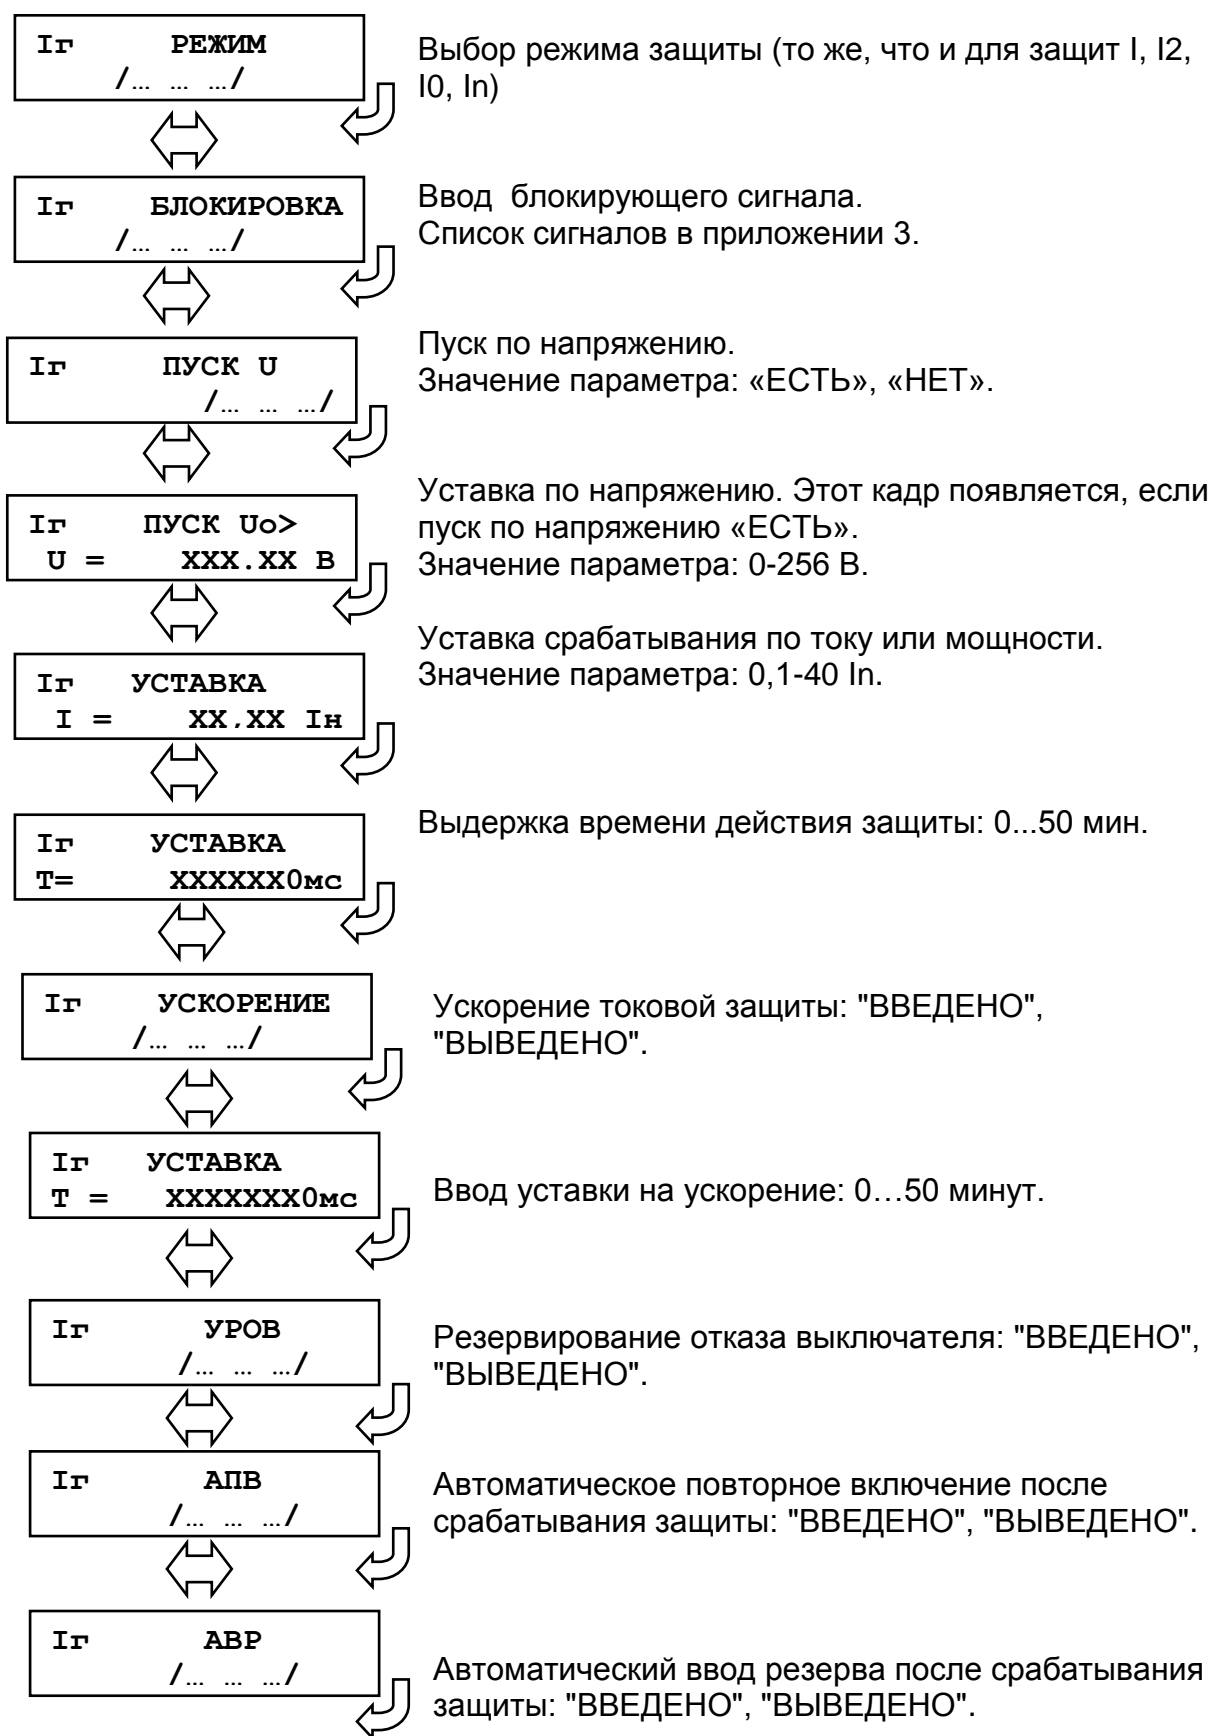 Iг РЕЖИМ
/… … …/
Выбор режима защиты (то же, что и для защит I, I2,
I0, In)
Iг БЛОКИРОВКА
/… … …/
Ввод блокирующего сигнала.
Список сигналов в приложении 3.
Iг ПУСК U
/… … …/
Пуск по напряжению.
Значение параметра: «ЕСТЬ», «НЕТ».
Iг ПУСК Uo>
U = XXX.XX В
Уставка по напряжению. Этот кадр появляется, если
пуск по напряжению «ЕСТЬ».
Значение параметра: 0-256 В.
Iг УСТАВКА
I = XX,XX Iн
Уставка срабатывания по току или мощности.
Значение параметра: 0,1-40 In.
Iг УСТАВКА
T= XXXXXX0мс
Выдержка времени действия защиты: 0...50 мин.
Iг УСКОРЕНИЕ
/… … …/
Ускорение токовой защиты: "ВВЕДЕНО",
"ВЫВЕДЕНО".
Iг УСТАВКА
T = XXXXXXX0мс
Ввод уставки на ускорение: 0…50 минут.
Iг УРОВ
/… … …/
Резервирование отказа выключателя: "ВВЕДЕНО",
"ВЫВЕДЕНО".
Iг АПВ
/… … …/
Автоматическое повторное включение после
срабатывания защиты: "ВВЕДЕНО", "ВЫВЕДЕНО".
Iг АВР
/… … …/
Автоматический ввод резерва после срабатывания
защиты: "ВВЕДЕНО", "ВЫВЕДЕНО".